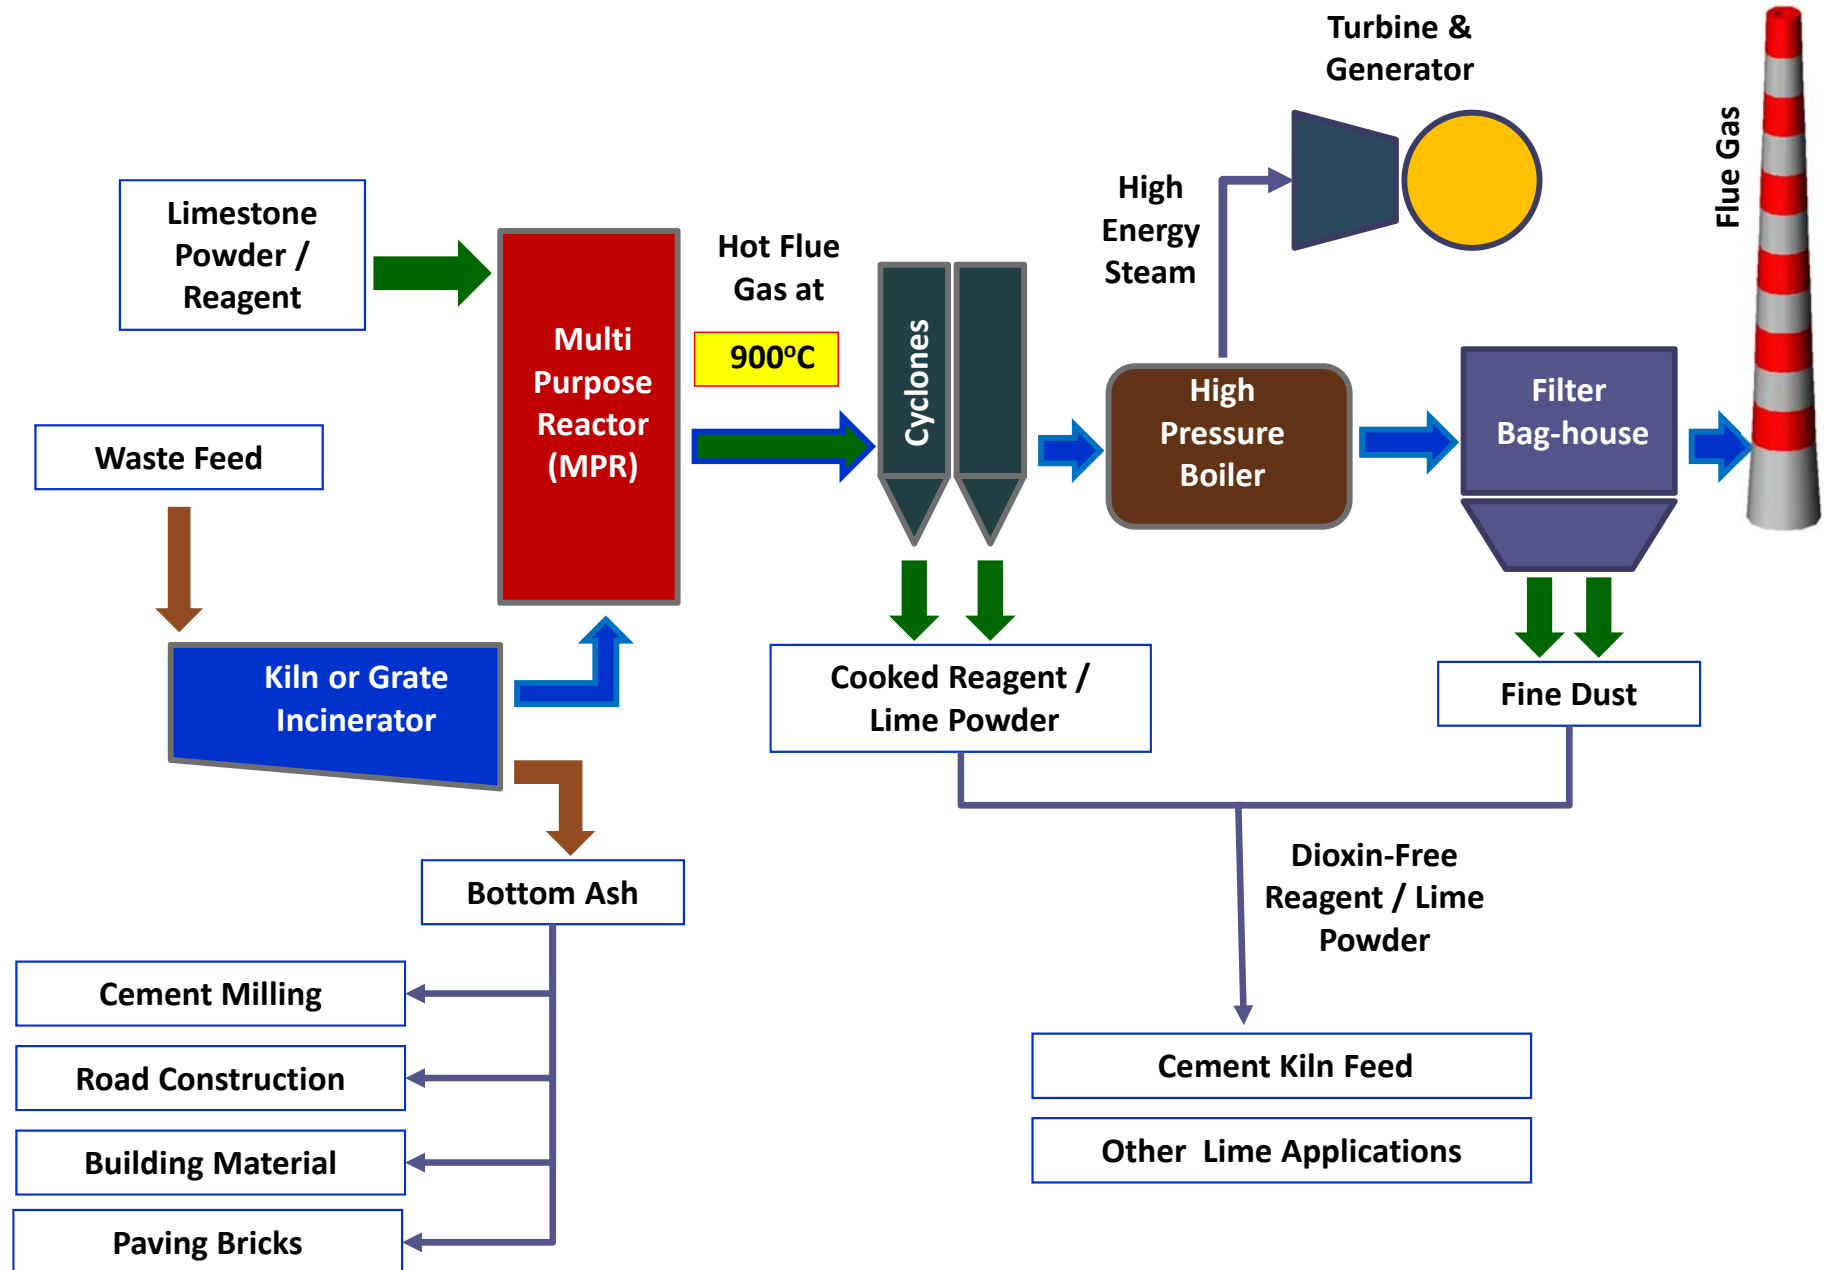 Turbine &
Generator
Flue Gas
Limestone
Powder /
Reagent
High
Energy
Steam
Hot Flue
Gas at
900°C
Multi
Purpose
Reactor
(MPR)
Cyclones
High
Pressure
Boiler
Filter
Bag-house
Waste Feed
Kiln or Grate
Incinerator
Cooked Reagent /
Lime Powder
Fine Dust
Bottom Ash
Dioxin-Free
Reagent / Lime
Powder
Cement Milling
Road Construction
Building Material
Paving Bricks
Cement Kiln Feed
Other Lime Applications